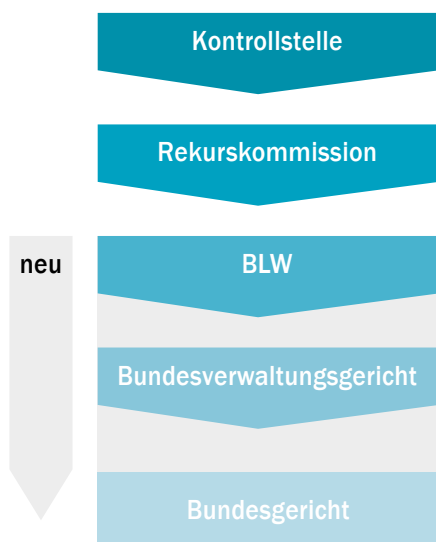 Kontrollstelle
Rekurskommission
neu
BLW
Bundesverwaltungsgericht
Bundesgericht